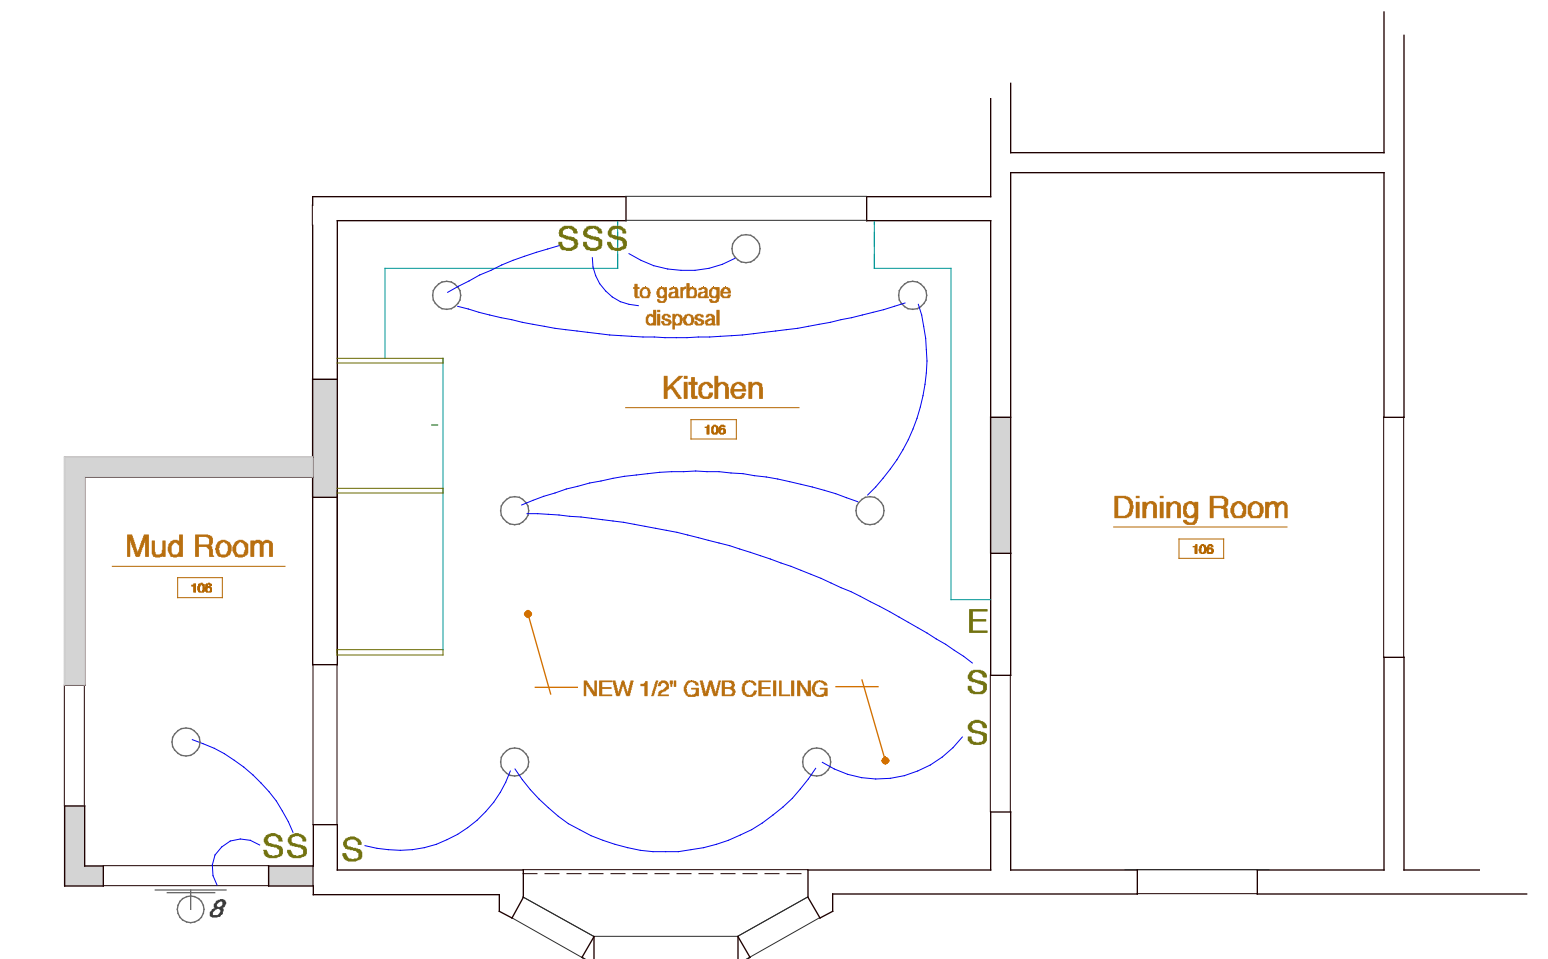 SSS
to garbage
disposal
Kitchen
106
Dining Room
106
Mud Room
106
E
NEW 1/2" GWB CEILING
S
S
SS
S
8